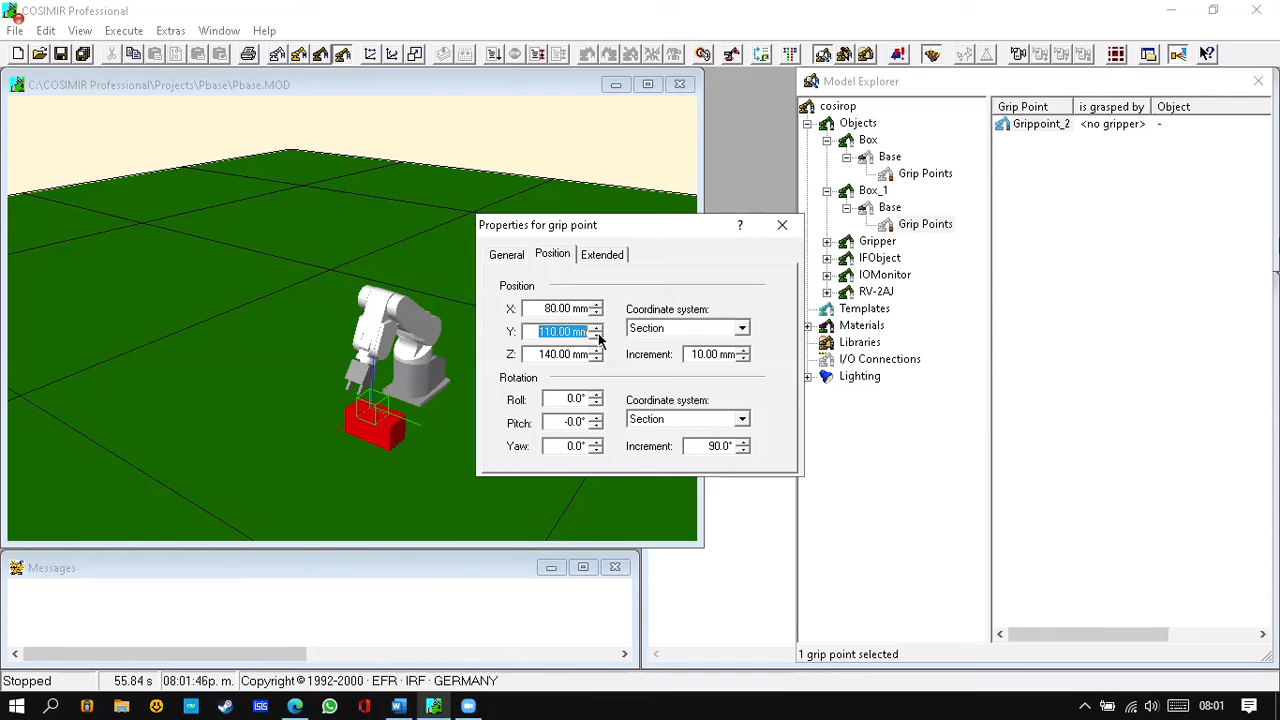 COSIMIR Professional
File Edit View Execute Extras Window Help
C:\COSIMIR Professional\Projects\Pbase\Pbase.MOD
Model Explorer
cosirop
Objects
Box
Base
Grip Points
Box_1
Base
Grip Points
Gripper
IFObject
IOMonitor
RV-2AJ
Templates
Materials
Libraries
I/O Connections
Lighting
Grip Point is grasped by Object
Grippoint_2 <no gripper> -
Properties for grip point
General Position Extended
Position
X: 80.00 mm Coordinate system:
Y: 110.00 mm Section
Z: 140.00 mm Increment: 10.00 mm
Rotation
Roll: 0.0° Coordinate system:
Pitch: -0.0° Section
Yaw: 0.0° Increment: 90.0°
Messages
1 grip point selected
Stopped 55.84 s 08:01:46p. m. Copyright © 1992-2000 · EFR · IRF · GERMANY
08:01